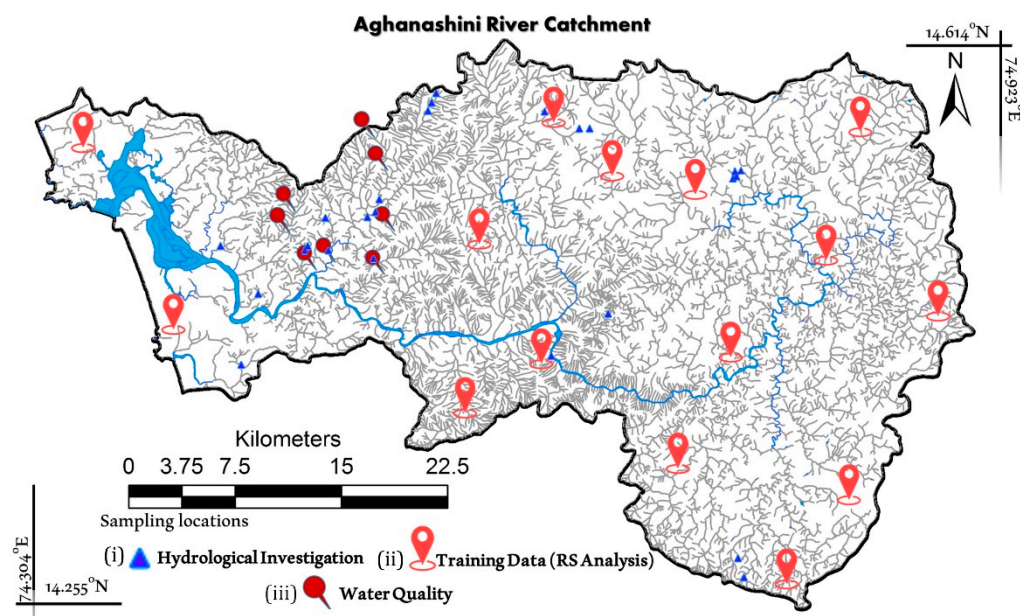 Aghanashini River Catchment
14.614°N
74.923°E
N
Kilometers
0 3.75 7.5 15 22.5
Sampling locations
(i) Hydrological Investigation (ii) Training Data (RS Analysis)
(iii) Water Quality
74.304°E
14.255°N